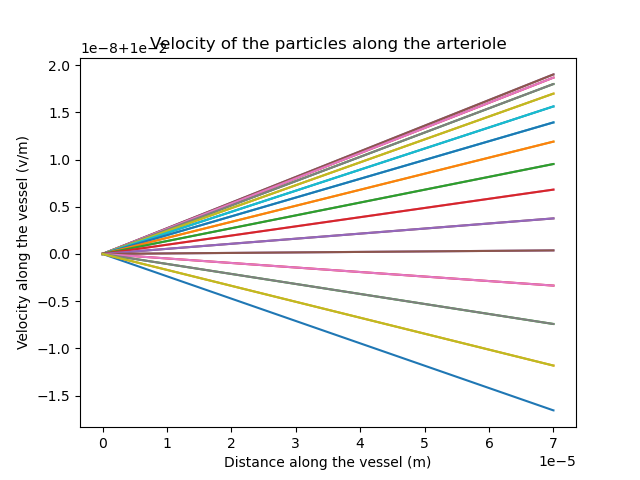 Velocity of the particles along the arteriole
1e−8+1e−2
2.0
1.5
1.0
0.5
0.0
−0.5
−1.0
−1.5
Velocity along the vessel (v/m)
0 1 2 3 4 5 6 7
1e−5
Distance along the vessel (m)